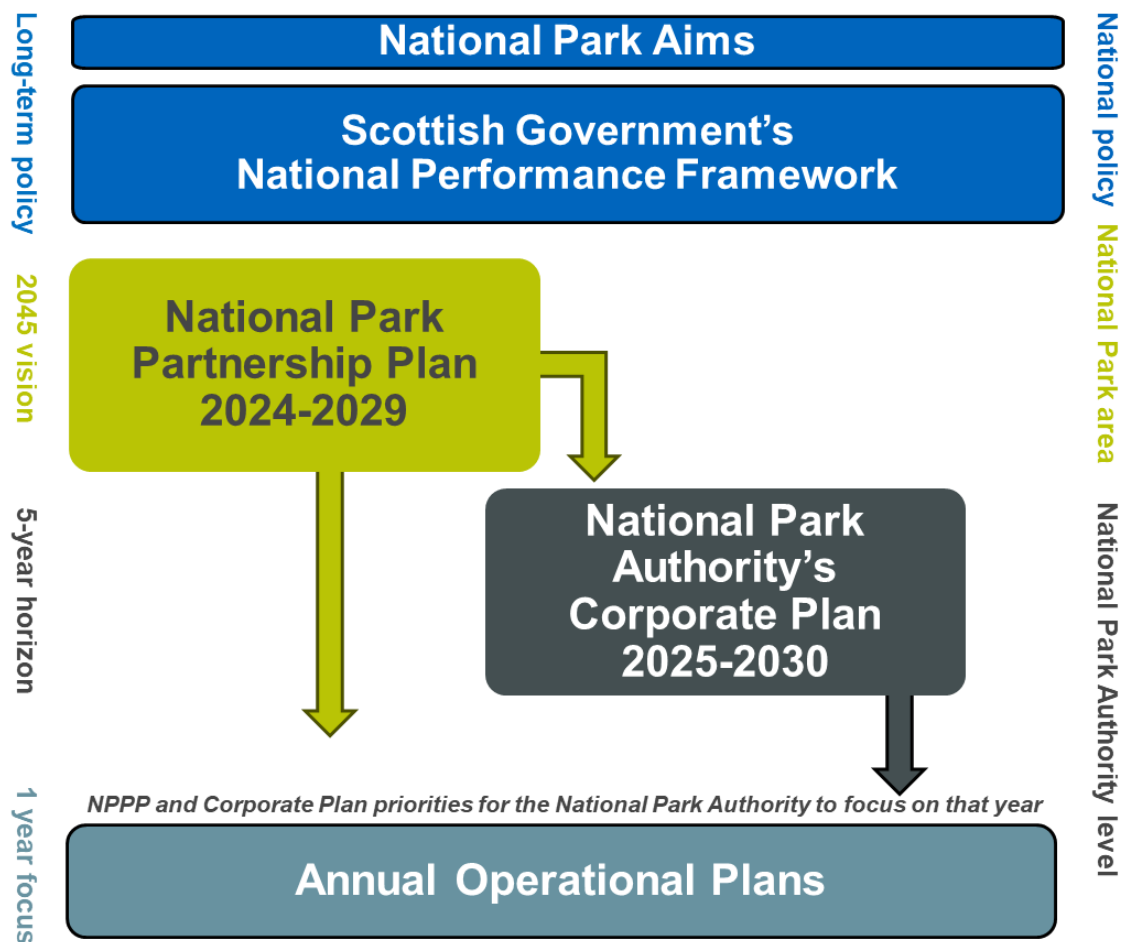 National Park Aims
Scottish Government's
National Performance Framework
National Park
Partnership Plan
2024-2029
National Park
Authority's
Corporate Plan
2025-2030
NPPP and Corporate Plan priorities for the National Park Authority to focus on that year
Annual Operational Plans
Long-term policy
2045 vision
5-year horizon
1 year focus
National policy
National Park area
National Park Authority level